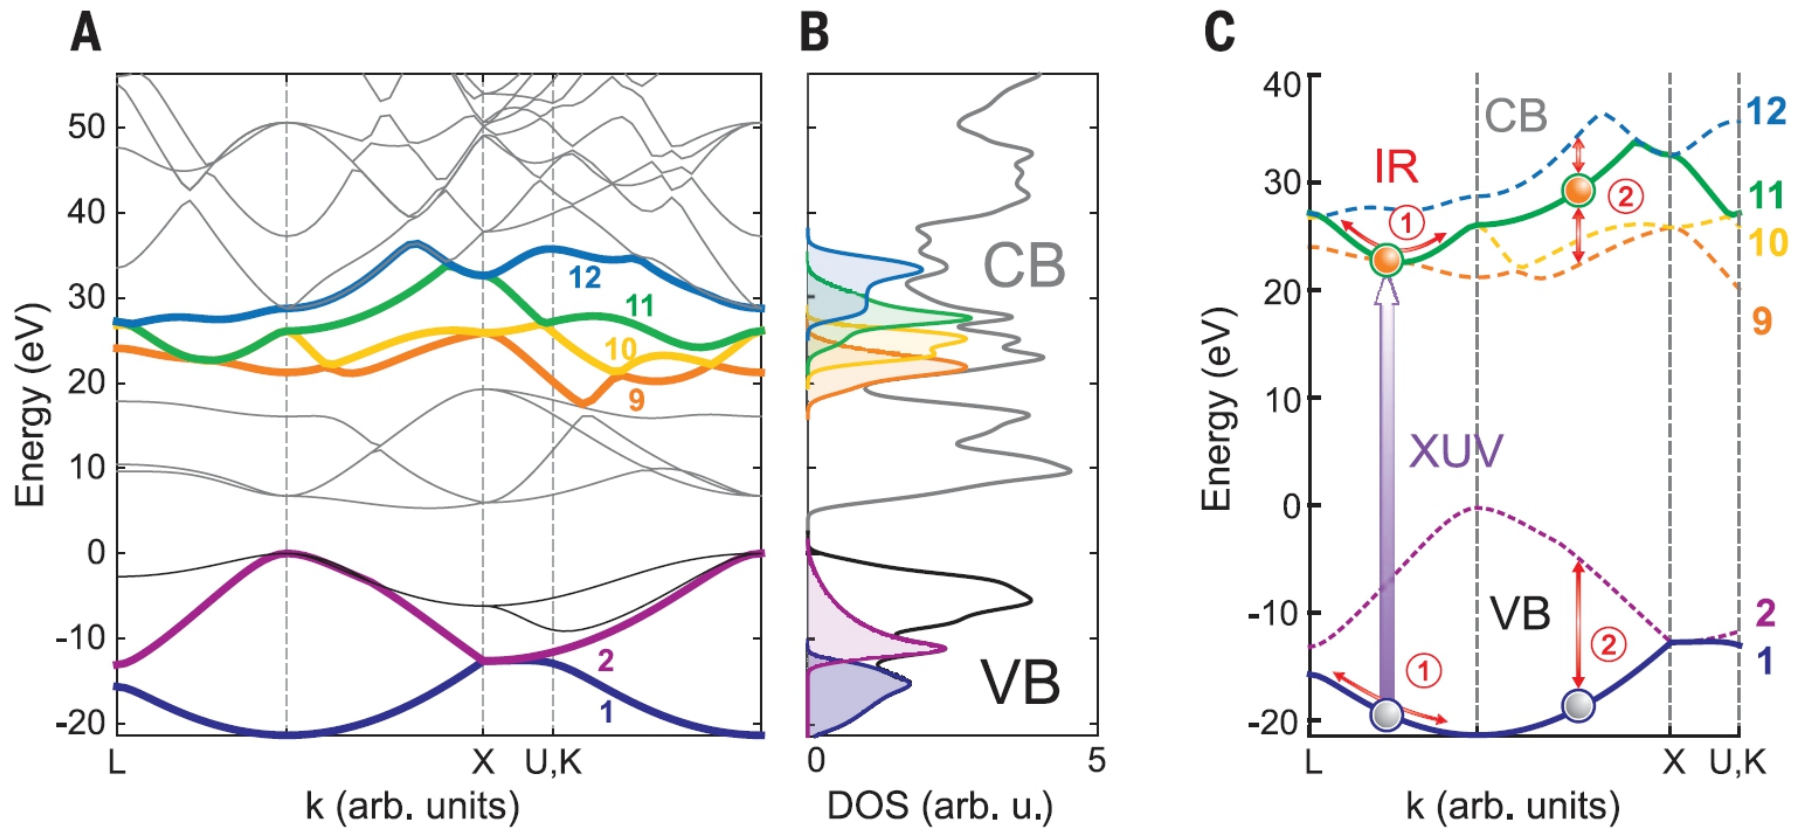 A
Energy (eV)
50
40
30
20
10
0
-10
-20
12
11
10
9
2
1
L
X
U,K
k (arb. units)
B
CB
VB
0
5
DOS (arb. u.)
C
Energy (eV)
40
30
20
10
0
-10
-20
CB
IR
1
2
XUV
VB
1
2
12
11
10
9
2
1
L
X
U,K
k (arb. units)